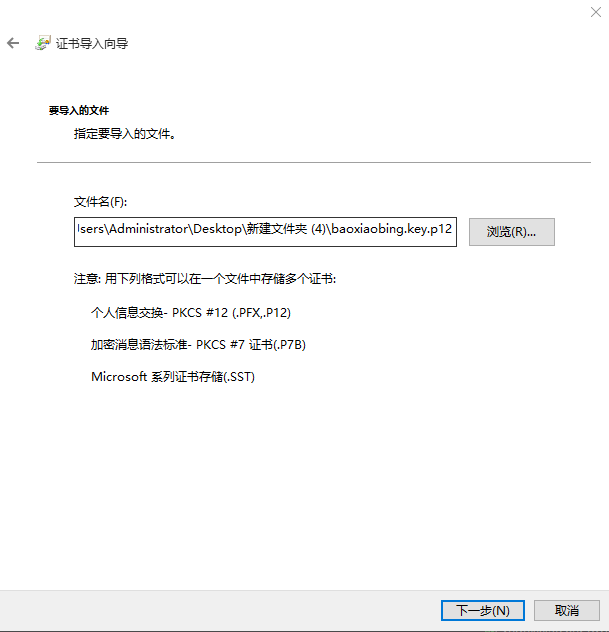 证书导入向导
要导入的文件
指定要导入的文件。
文件名(F):
sers\Administrator\Desktop\新建文件夹 (4)\baoxiaobing.key.p12
浏览(R)...
注意: 用下列格式可以在一个文件中存储多个证书:
个人信息交换- PKCS #12 (.PFX,.P12)
加密消息语法标准- PKCS #7 证书(.P7B)
Microsoft 系列证书存储(.SST)
下一步(N)
取消